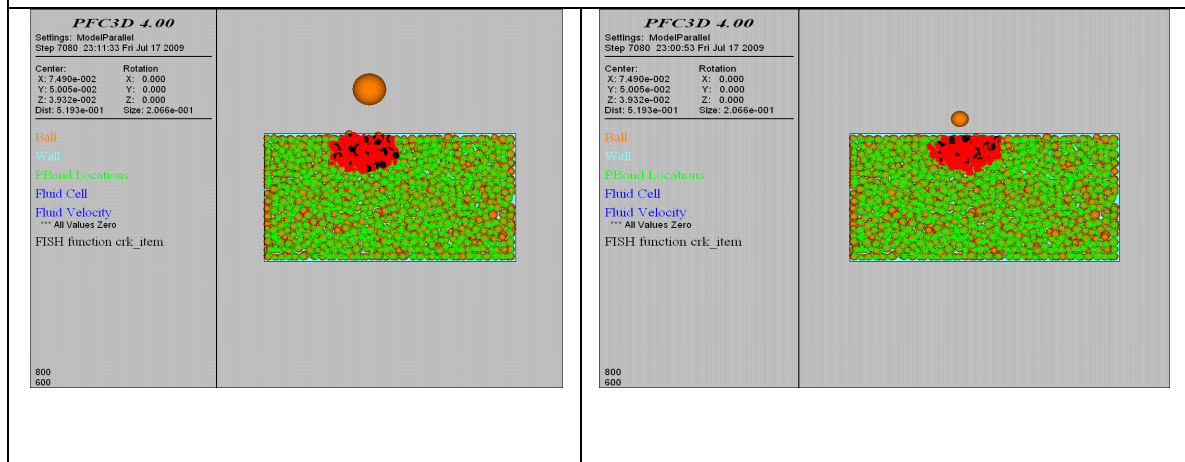 PFC3D 4.00
Settings: ModelParallel
Step 7080 23:11:33 Fri Jul 17 2009
Center: Rotation
X: 7.490e-002 X: 0.000
Y: 5.005e-002 Y: 0.000
Z: 3.932e-002 Z: 0.000
Dist: 5.193e-001 Size: 2.066e-001
Ball
Wall
PBond Locations
Fluid Cell
Fluid Velocity
*** All Values Zero
FISH function crk_item
800
600
PFC3D 4.00
Settings: ModelParallel
Step 7080 23:00:53 Fri Jul 17 2009
Center: Rotation
X: 7.490e-002 X: 0.000
Y: 5.005e-002 Y: 0.000
Z: 3.932e-002 Z: 0.000
Dist: 5.193e-001 Size: 2.066e-001
Ball
Wall
PBond Locations
Fluid Cell
Fluid Velocity
*** All Values Zero
FISH function crk_item
800
600